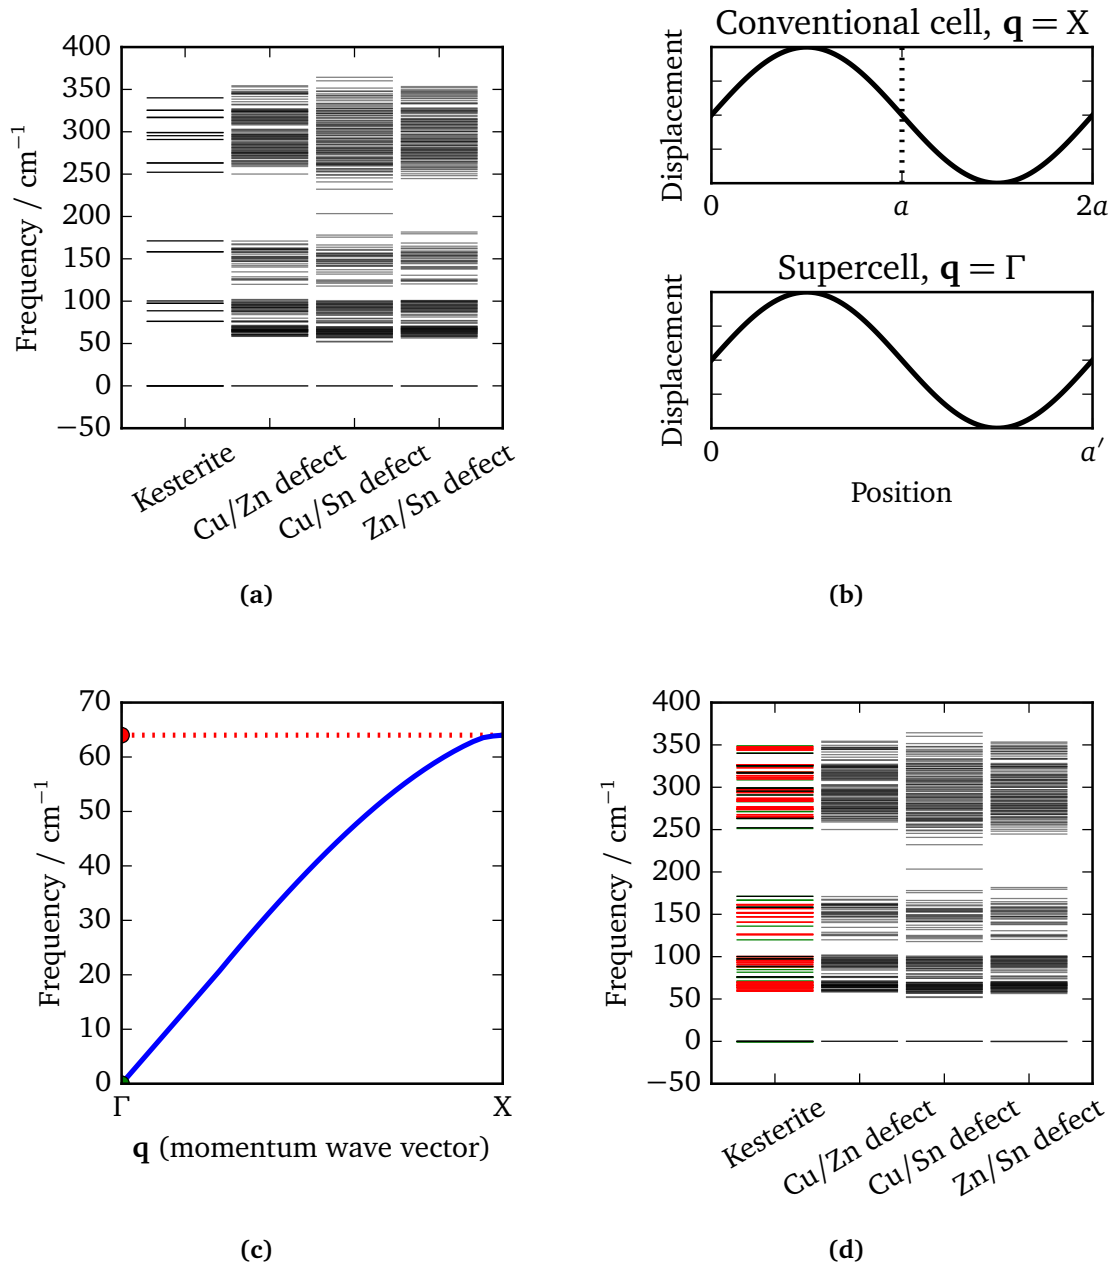 400
350
300
250
200
150
100
50
0
−50
Frequency / cm⁻¹
Kesterite
Cu/Zn defect
Cu/Sn defect
Zn/Sn defect
(a)
Conventional cell, q = X
Displacement
0
a
2a
Supercell, q = Γ
Displacement
0
a′
Position
(b)
70
60
50
40
30
20
10
0
Frequency / cm⁻¹
Γ
X
q (momentum wave vector)
(c)
400
350
300
250
200
150
100
50
0
−50
Frequency / cm⁻¹
Kesterite
Cu/Zn defect
Cu/Sn defect
Zn/Sn defect
(d)